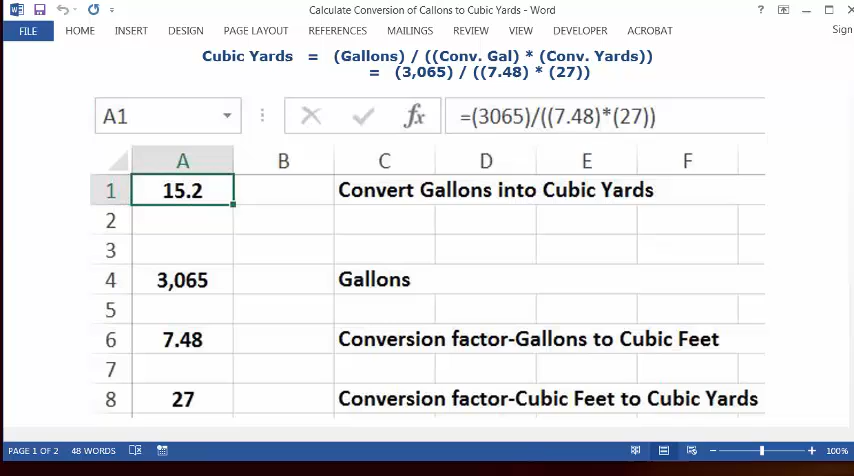 Calculate Conversion of Gallons to Cubic Yards - Word
Sign
FILE HOME INSERT DESIGN PAGE LAYOUT REFERENCES MAILINGS REVIEW VIEW DEVELOPER ACROBAT
Cubic Yards = (Gallons) / ((Conv. Gal) * (Conv. Yards))
= (3,065) / ((7.48) * (27))
A1 fx =(3065)/((7.48)*(27))
A B C D E F
1 15.2 Convert Gallons into Cubic Yards
2
3
4 3,065 Gallons
5
6 7.48 Conversion factor-Gallons to Cubic Feet
7
8 27 Conversion factor-Cubic Feet to Cubic Yards
PAGE 1 OF 2 48 WORDS 100%